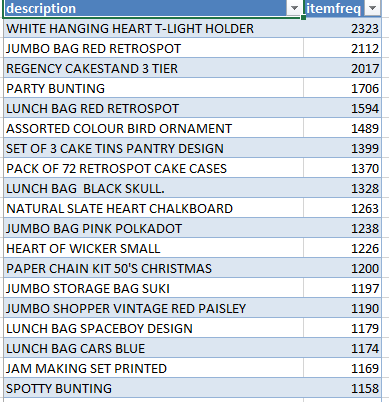 description itemfreq
WHITE HANGING HEART T-LIGHT HOLDER 2323
JUMBO BAG RED RETROSPOT 2112
REGENCY CAKESTAND 3 TIER 2017
PARTY BUNTING 1706
LUNCH BAG RED RETROSPOT 1594
ASSORTED COLOUR BIRD ORNAMENT 1489
SET OF 3 CAKE TINS PANTRY DESIGN 1399
PACK OF 72 RETROSPOT CAKE CASES 1370
LUNCH BAG  BLACK SKULL. 1328
NATURAL SLATE HEART CHALKBOARD 1263
JUMBO BAG PINK POLKADOT 1238
HEART OF WICKER SMALL 1226
PAPER CHAIN KIT 50'S CHRISTMAS 1200
JUMBO STORAGE BAG SUKI 1197
JUMBO SHOPPER VINTAGE RED PAISLEY 1190
LUNCH BAG SPACEBOY DESIGN 1179
LUNCH BAG CARS BLUE 1174
JAM MAKING SET PRINTED 1169
SPOTTY BUNTING 1158